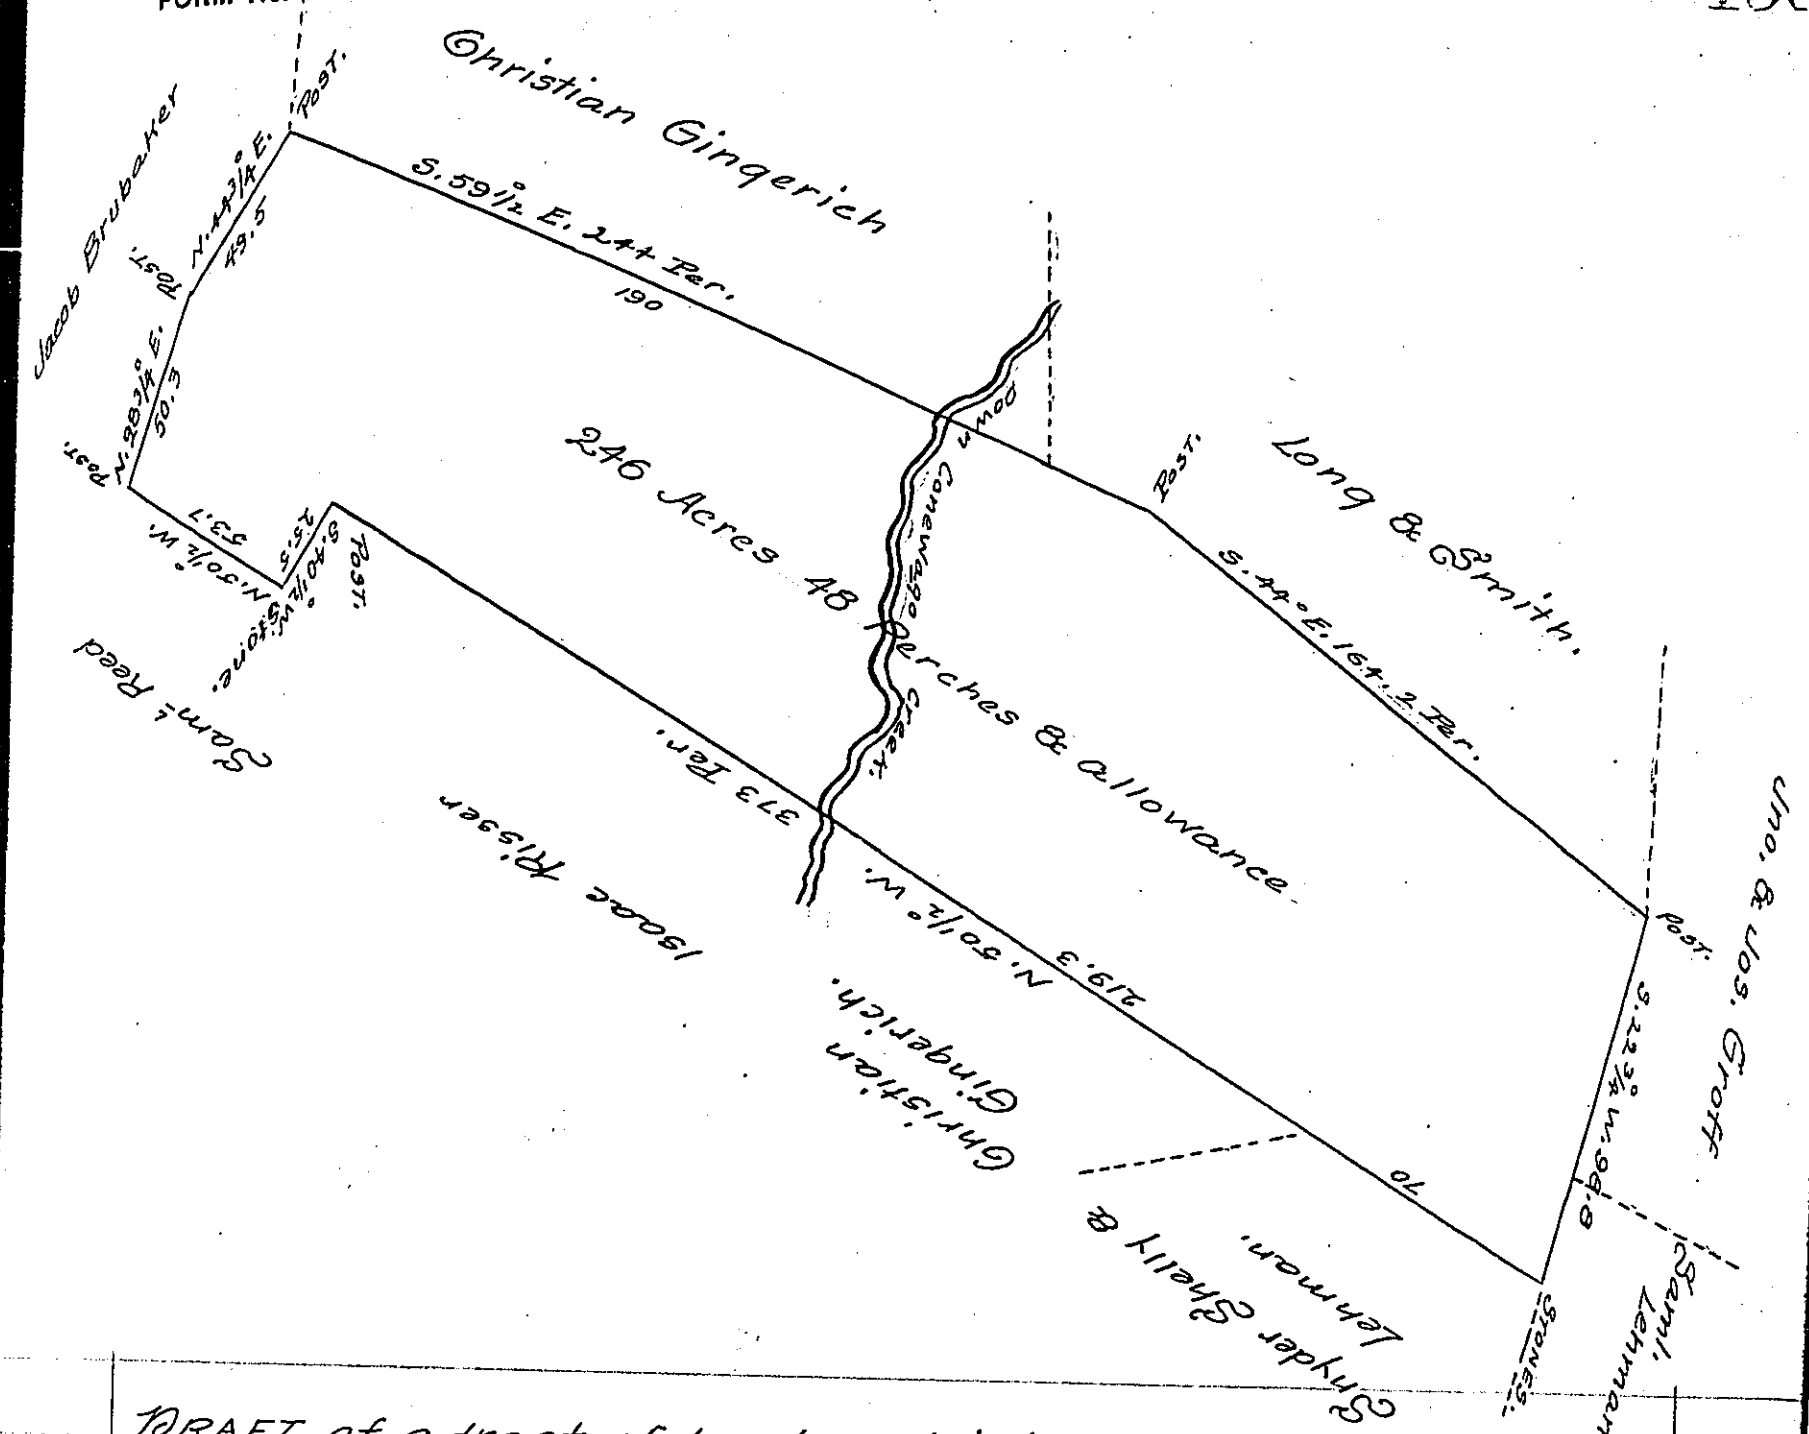 Christian Gingerich
Jacob Brubaker
Post.
N. 44 3/4° E.
49.5
Post.
N. 28 3/4° E.
50.3
Post.
S. 59 1/2° E. 244 Per.
190
Down
Conewago Creek.
246 Acres 48 Perches & allowance
Post.
Long & Smith.
S. 44° E. 164.2 Per.
Post.
Jno. & Jos. Groff
S. 22 3/4° W. 99.8
Saml.
Lehman
STONES.
70
219.3
N. 50 1/2° W.
373 Per.
Snyder Shelly &
Lehman.
Christian
Gingerich.
Isaac Risser
Post.
S. 40 1/2° W.
25.5
Stone.
N. 50 1/2° W.
53.7
Saml Reed
DRAFT of a tract of land